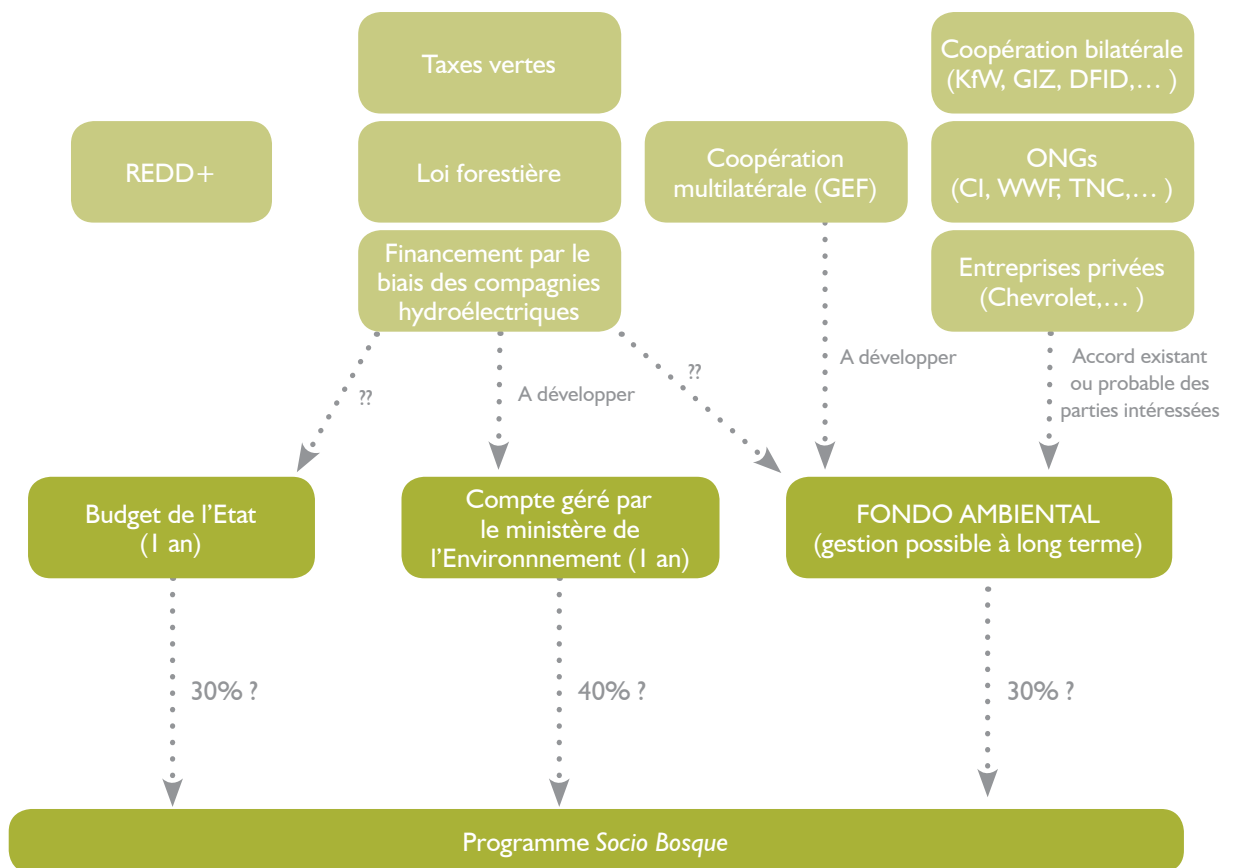 Taxes vertes
Coopération bilatérale
(KfW, GIZ, DFID,… )
REDD+
Loi forestière
Coopération
multilatérale (GEF)
ONGs
(CI, WWF, TNC,… )
Financement par le
biais des compagnies
hydroélectriques
Entreprises privées
(Chevrolet,… )
??
A développer
??
A développer
Accord existant
ou probable des
parties intéressées
Budget de l'Etat
(1 an)
Compte géré par
le ministère de
l'Environnnement (1 an)
FONDO AMBIENTAL
(gestion possible à long terme)
30% ?
40% ?
30% ?
Programme Socio Bosque